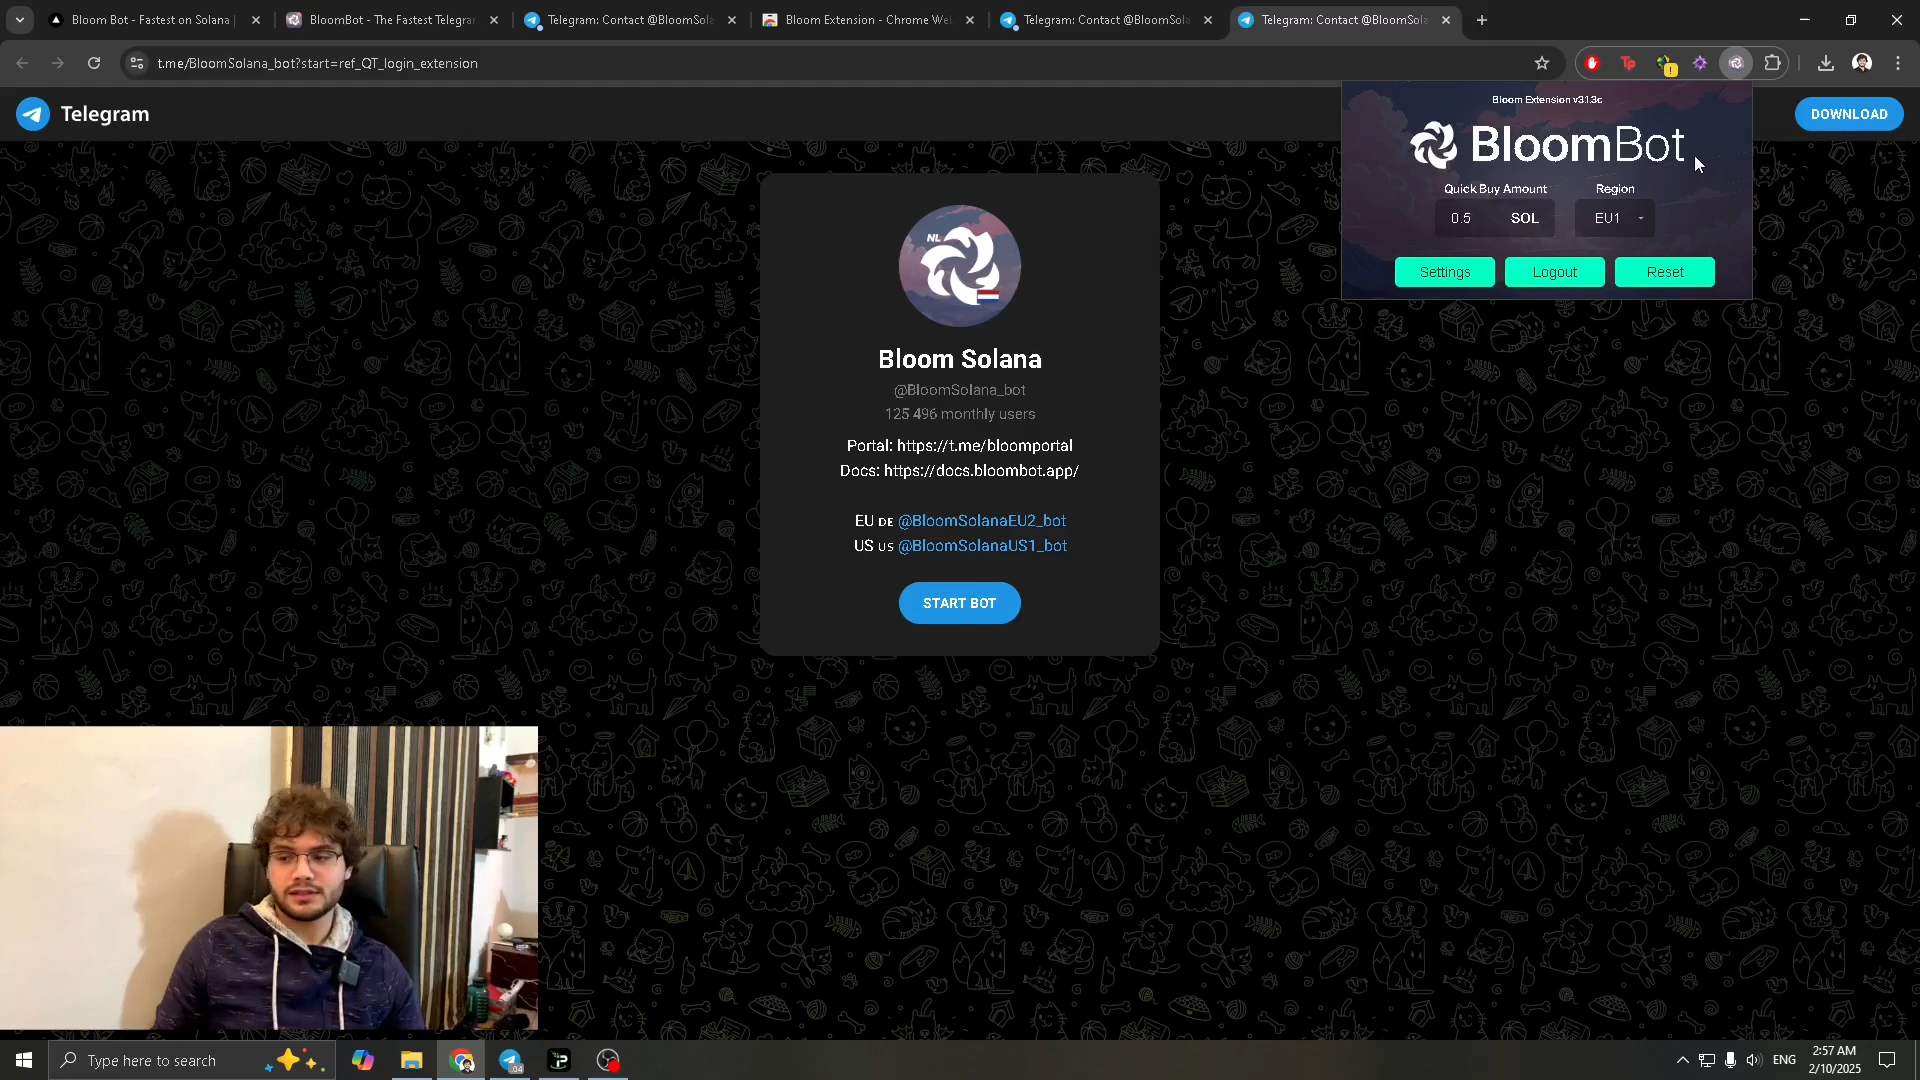 Bloom Bot - Fastest on Solana |
BloomBot - The Fastest Telegra
Telegram: Contact @BloomSola
Bloom Extension - Chrome We
Telegram: Contact @BloomSola
Telegram: Contact @BloomSola
t.me/BloomSolana_bot?start=ref_QT_login_extension
Telegram
DOWNLOAD
Bloom Extension v3.1.3c
BloomBot
Quick Buy Amount Region
0.5 SOL EU1
Settings Logout Reset
NL
Bloom Solana
@BloomSolana_bot
125 496 monthly users
Portal: https://t.me/bloomportal
Docs: https://docs.bloombot.app/
EU DE @BloomSolanaEU2_bot
US US @BloomSolanaUS1_bot
START BOT
Type here to search
ENG
2:57 AM
2/10/2025